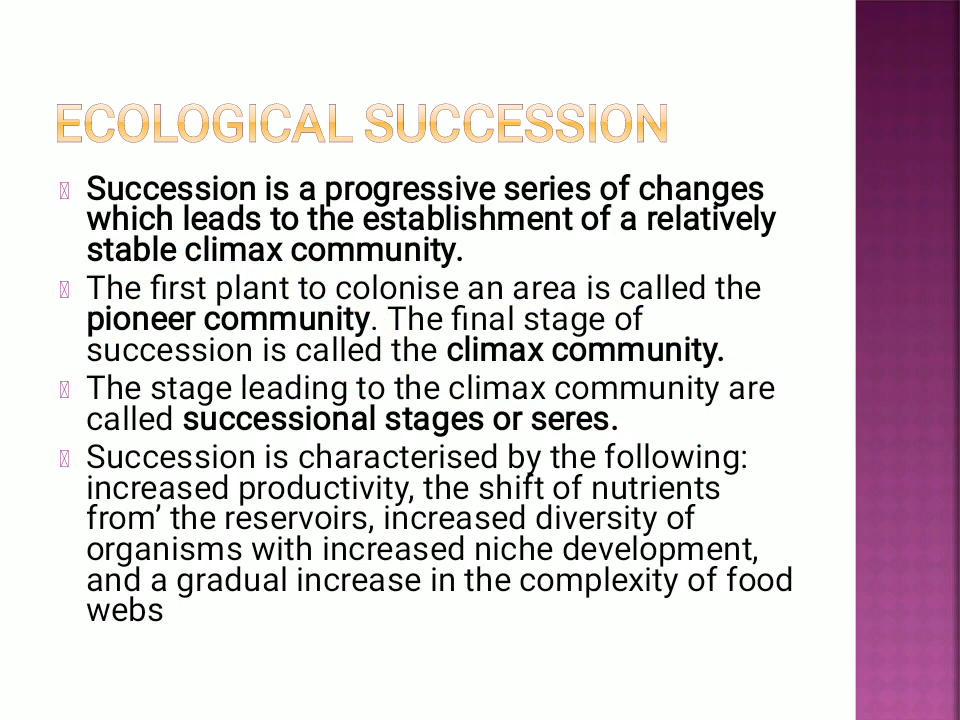 ECOLOGICAL SUCCESSION
Succession is a progressive series of changes
which leads to the establishment of a relatively
stable climax community.
The first plant to colonise an area is called the
pioneer community. The final stage of
succession is called the climax community.
The stage leading to the climax community are
called successional stages or seres.
Succession is characterised by the following:
increased productivity, the shift of nutrients
from’ the reservoirs, increased diversity of
organisms with increased niche development,
and a gradual increase in the complexity of food
webs